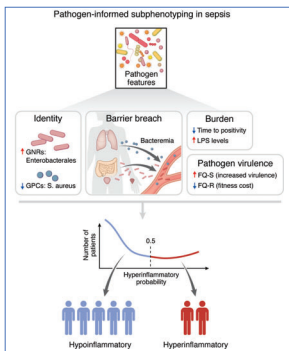 Pathogen-informed subphenotyping in sepsis
Pathogen
features
Identity
↑ GNRs:
Enterobacterales
↓ GPCs: S. aureus
Barrier breach
Bacteremia
Burden
↓ Time to positivity
↑ LPS levels
Pathogen virulence
↑ FQ-S (increased virulence)
↓ FQ-R (fitness cost)
Number of
patients
0.5
Hyperinflammatory
probability
Hypoinflammatory
Hyperinflammatory